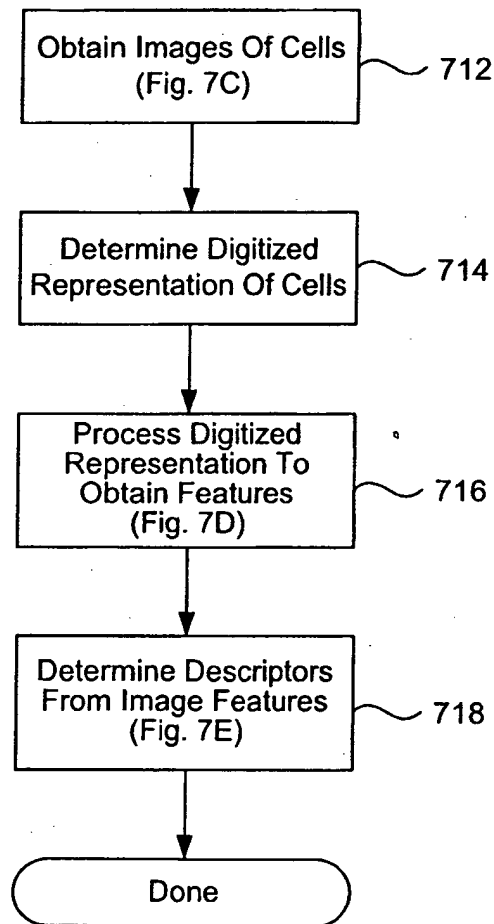 Obtain Images Of Cells
(Fig. 7C)
712
Determine Digitized
Representation Of Cells
714
Process Digitized
Representation To
Obtain Features
(Fig. 7D)
716
Determine Descriptors
From Image Features
(Fig. 7E)
718
Done